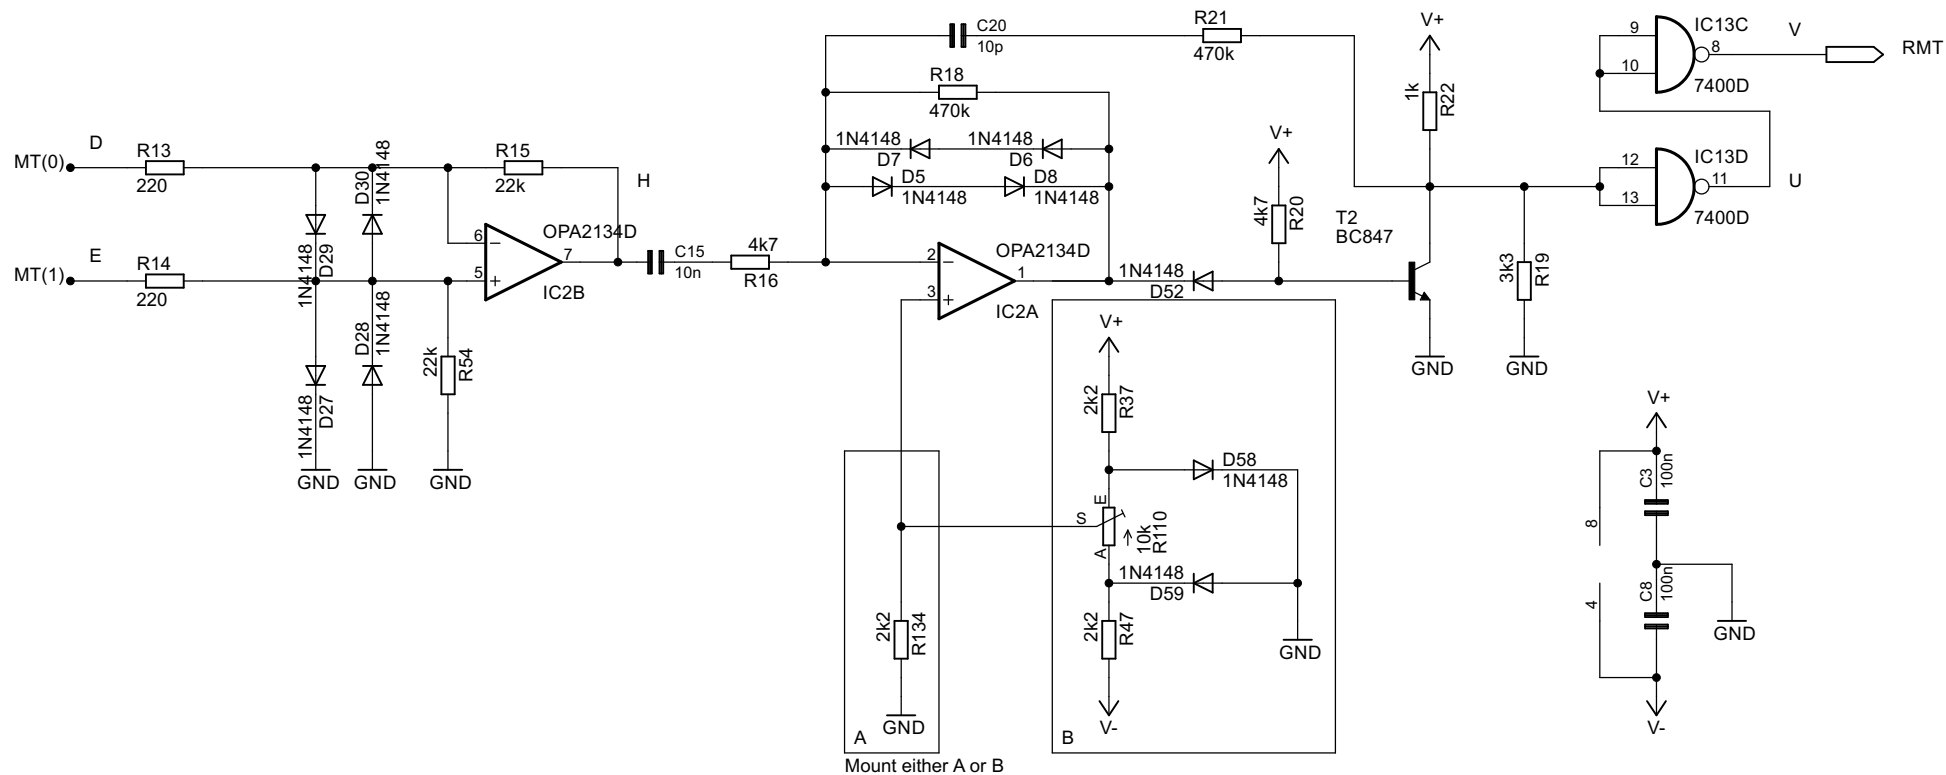 MT(0)
D
R13
220
MT(1)
E
R14
220
1N4148
D29
D30
1N4148
1N4148
D27
D28
1N4148
GND
GND
GND
22k
R54
R15
22k
H
6
5
7
OPA2134D
IC2B
C15
10n
4k7
R16
C20
10p
R21
470k
R18
470k
1N4148
D7
1N4148
D6
D5
1N4148
D8
1N4148
2
3
1
OPA2134D
IC2A
1N4148
D52
V+
4k7
R20
T2
BC847
V+
1k
R22
GND
3k3
R19
GND
9
10
8
IC13C
7400D
V
RMT
12
13
11
IC13D
7400D
U
2k2
R134
GND
A
Mount either A or B
V+
2k2
R37
D58
1N4148
E
S
A
10k
R110
1N4148
D59
2k2
R47
V-
GND
B
V+
C3
100n
8
4
C8
100n
GND
V-